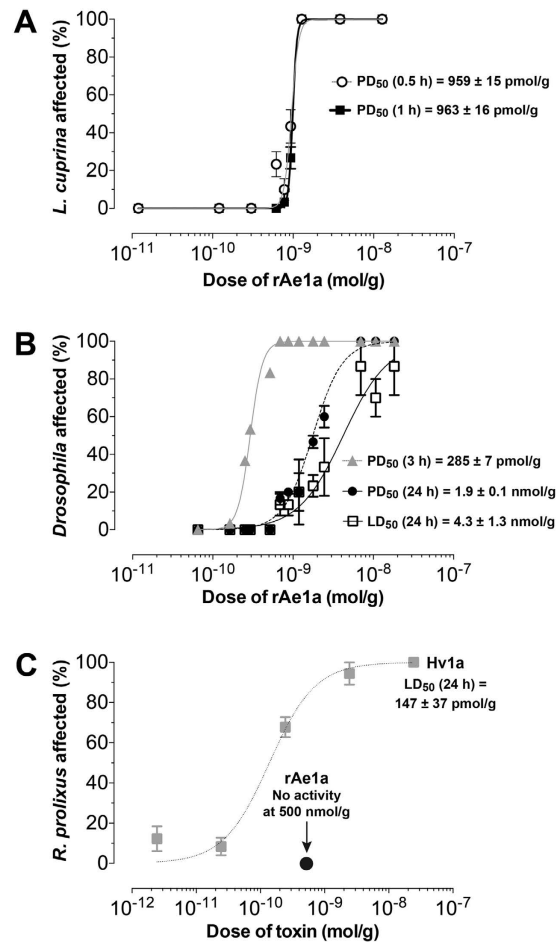 A
L. cuprina affected (%)
100
80
60
40
20
0
PD50 (0.5 h) = 959 ± 15 pmol/g
PD50 (1 h) = 963 ± 16 pmol/g
10-11 10-10 10-9 10-8 10-7
Dose of rAe1a (mol/g)
B
Drosophila affected (%)
100
80
60
40
20
0
PD50 (3 h) = 285 ± 7 pmol/g
PD50 (24 h) = 1.9 ± 0.1 nmol/g
LD50 (24 h) = 4.3 ± 1.3 nmol/g
10-11 10-10 10-9 10-8 10-7
Dose of rAe1a (mol/g)
C
R. prolixus affected (%)
100
80
60
40
20
0
Hv1a
LD50 (24 h) =
147 ± 37 pmol/g
rAe1a
No activity
at 500 nmol/g
10-12 10-11 10-10 10-9 10-8 10-7
Dose of toxin (mol/g)